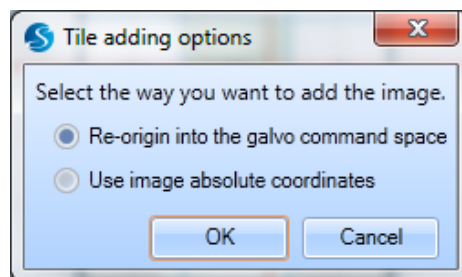 Tile adding options
Select the way you want to add the image.
Re-origin into the galvo command space
Use image absolute coordinates
OK Cancel